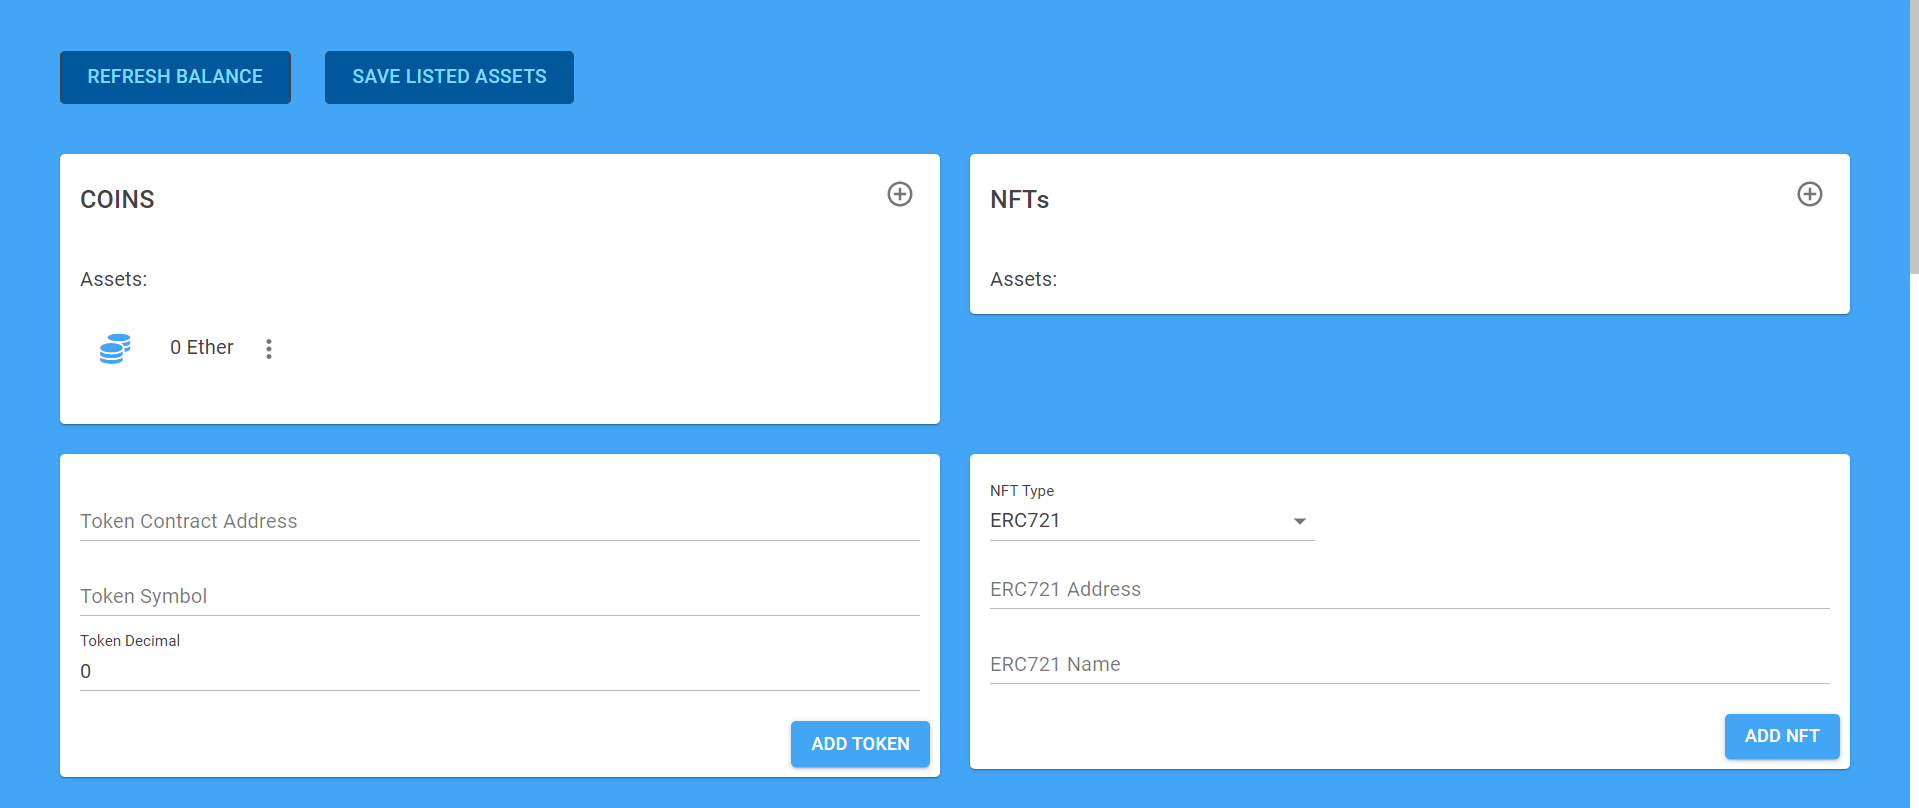 REFRESH BALANCE
SAVE LISTED ASSETS
COINS
Assets:
0 Ether
NFTs
Assets:
Token Contract Address
Token Symbol
Token Decimal
0
ADD TOKEN
NFT Type
ERC721
ERC721 Address
ERC721 Name
ADD NFT